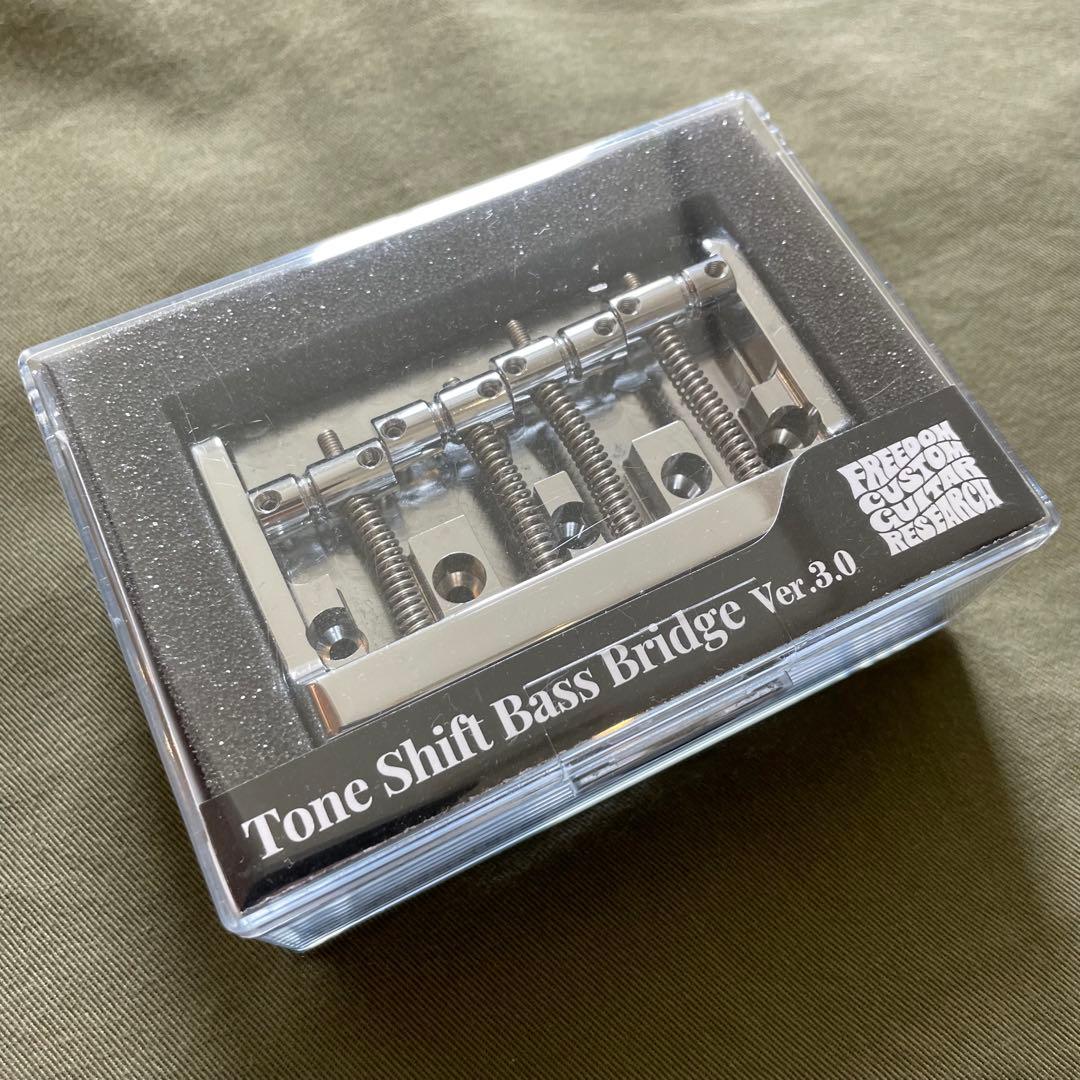 FREEDOM
CUSTOM
GUITAR
RESEARCH
Tone Shift Bass Bridge Ver.3.0